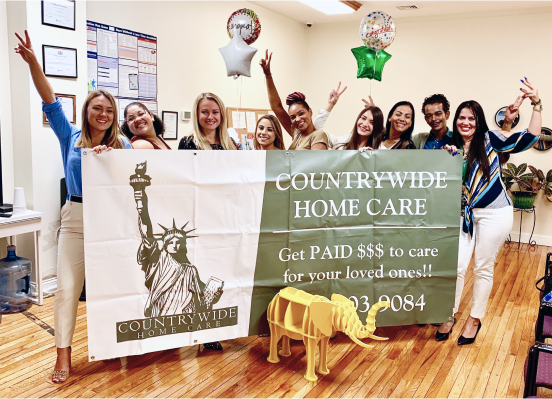 COUNTRYWIDE
HOME CARE
Get PAID $$$ to care
for your loved ones!!
03-9084
COUNTRYWIDE
HOME CARE